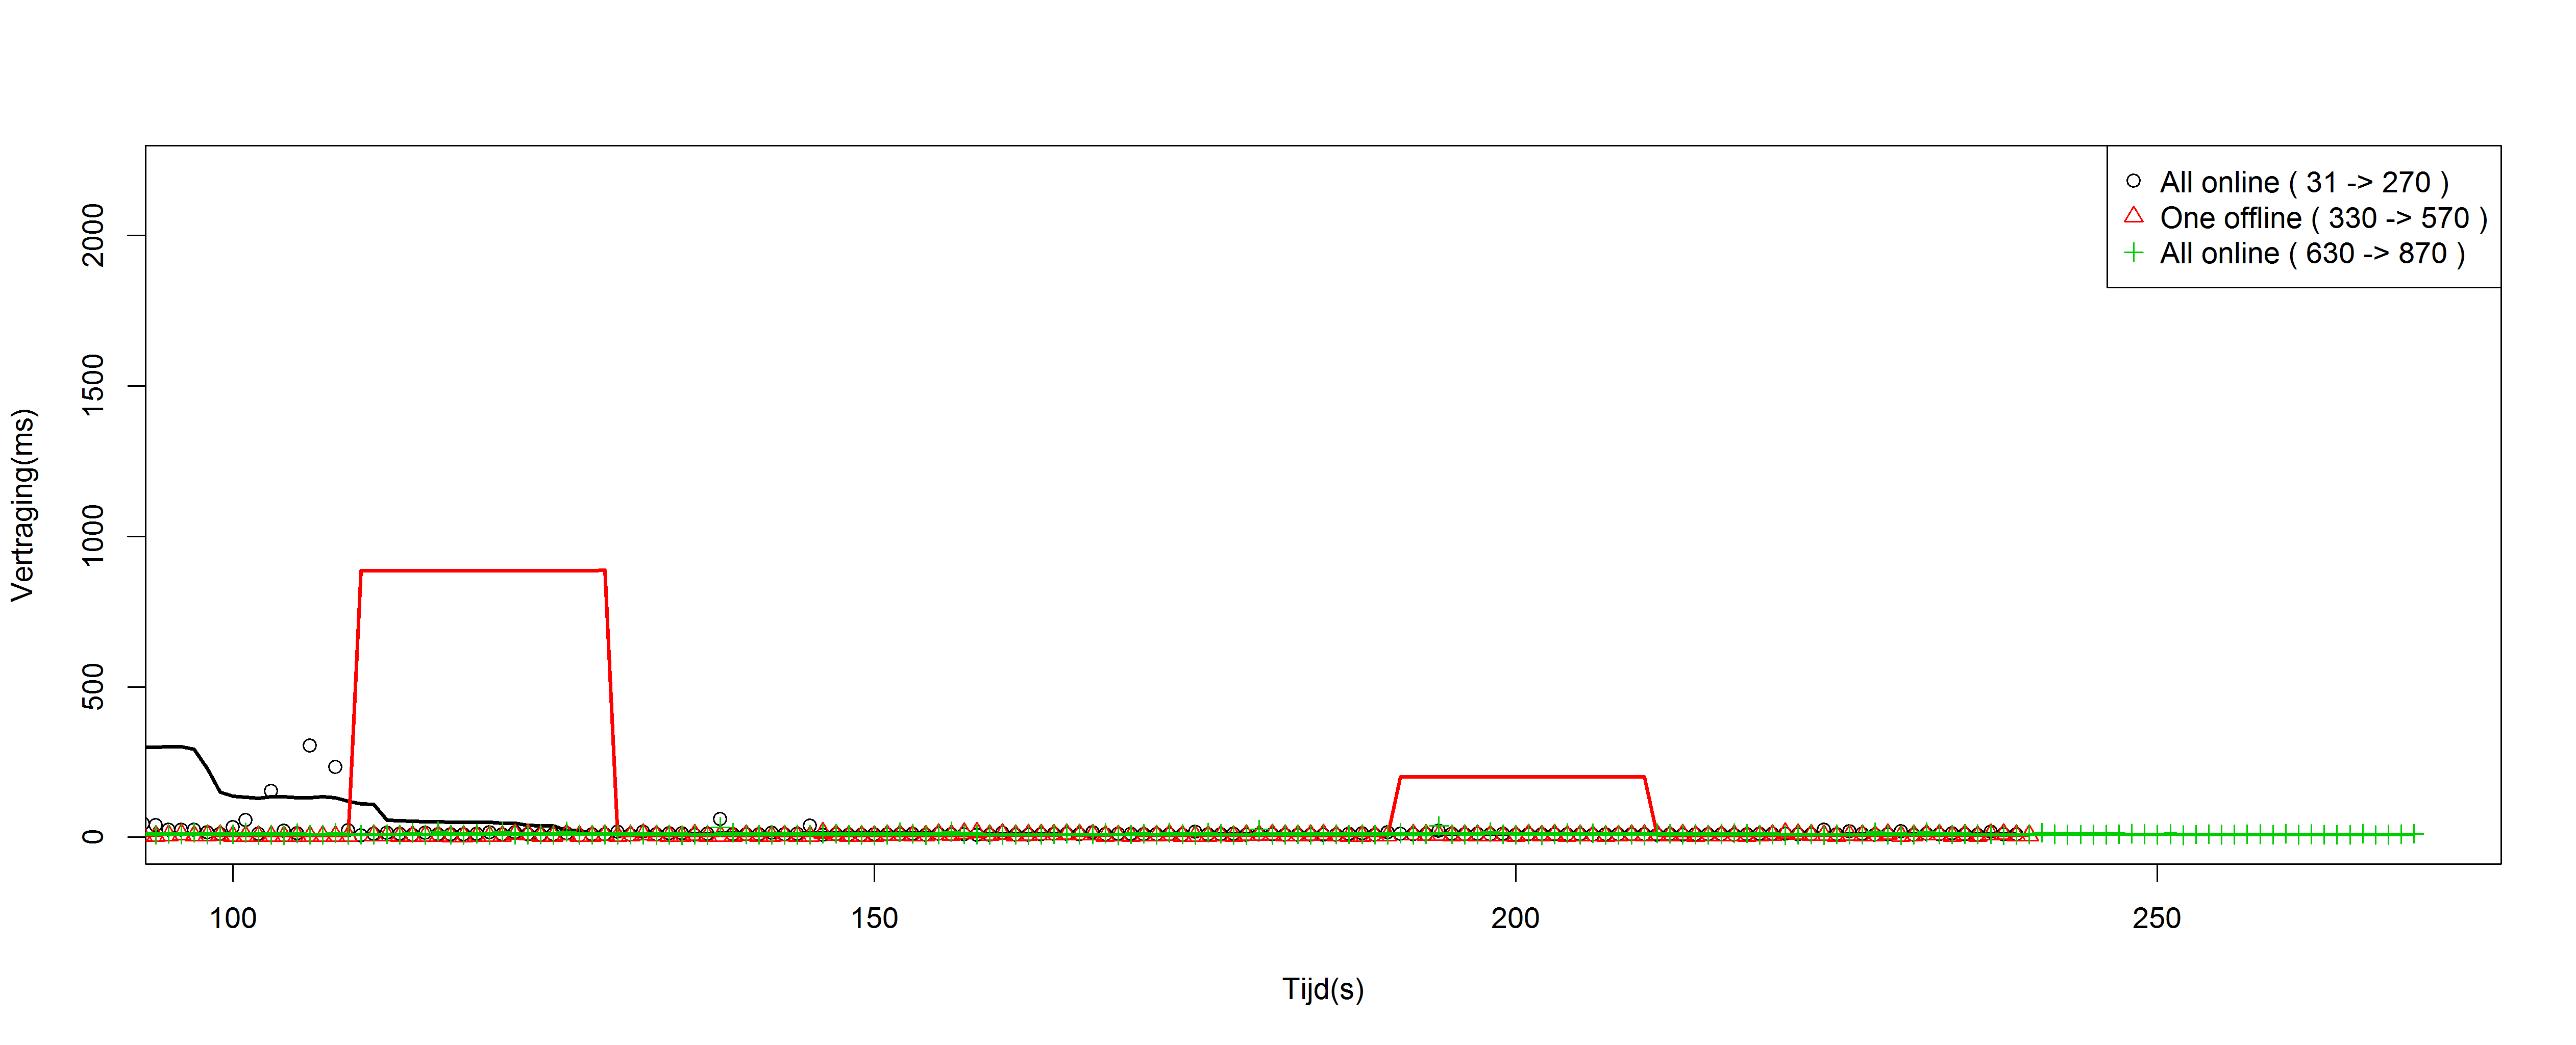 All online ( 31 -> 270 )
One offline ( 330 -> 570 )
All online ( 630 -> 870 )
Vertraging(ms)
2000
1500
1000
500
0
100 150 200 250
Tijd(s)